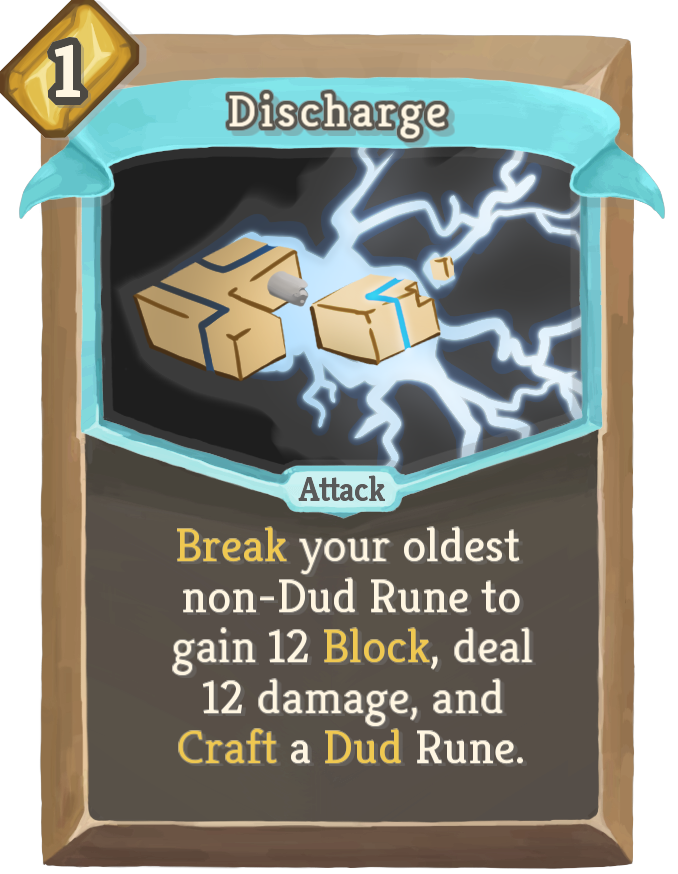 1
Discharge
Attack
Break your oldest
non-Dud Rune to
gain 12 Block, deal
12 damage, and
Craft a Dud Rune.